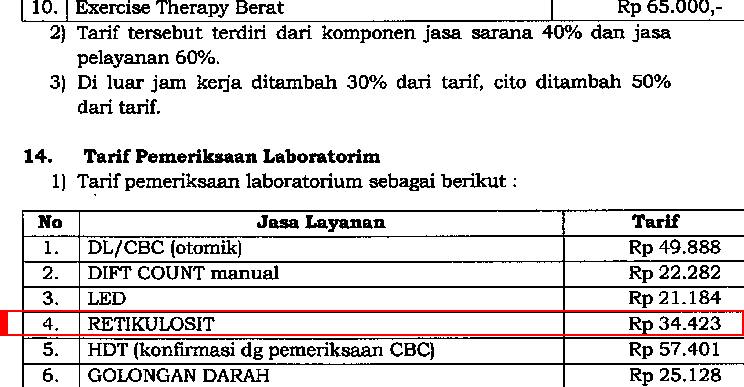 10. Exercise Therapy Berat Rp 65.000,-
2) Tarif tersebut terdiri dari komponen jasa sarana 40% dan jasa
pelayanan 60%.
3) Di luar jam kerja ditambah 30% dari tarif, cito ditambah 50%
dari tarif.
14. Tarif Pemeriksaan Laboratorim
1) Tarif pemeriksaan laboratorium sebagai berikut :
No Jasa Layanan Tarif
1. DL/CBC (otomik) Rp 49.888
2. DIFT COUNT manual Rp 22.282
3. LED Rp 21.184
4. RETIKULOSIT Rp 34.423
5. HDT (konfirmasi dg pemeriksaan CBC) Rp 57.401
6. GOLONGAN DARAH Rp 25.128